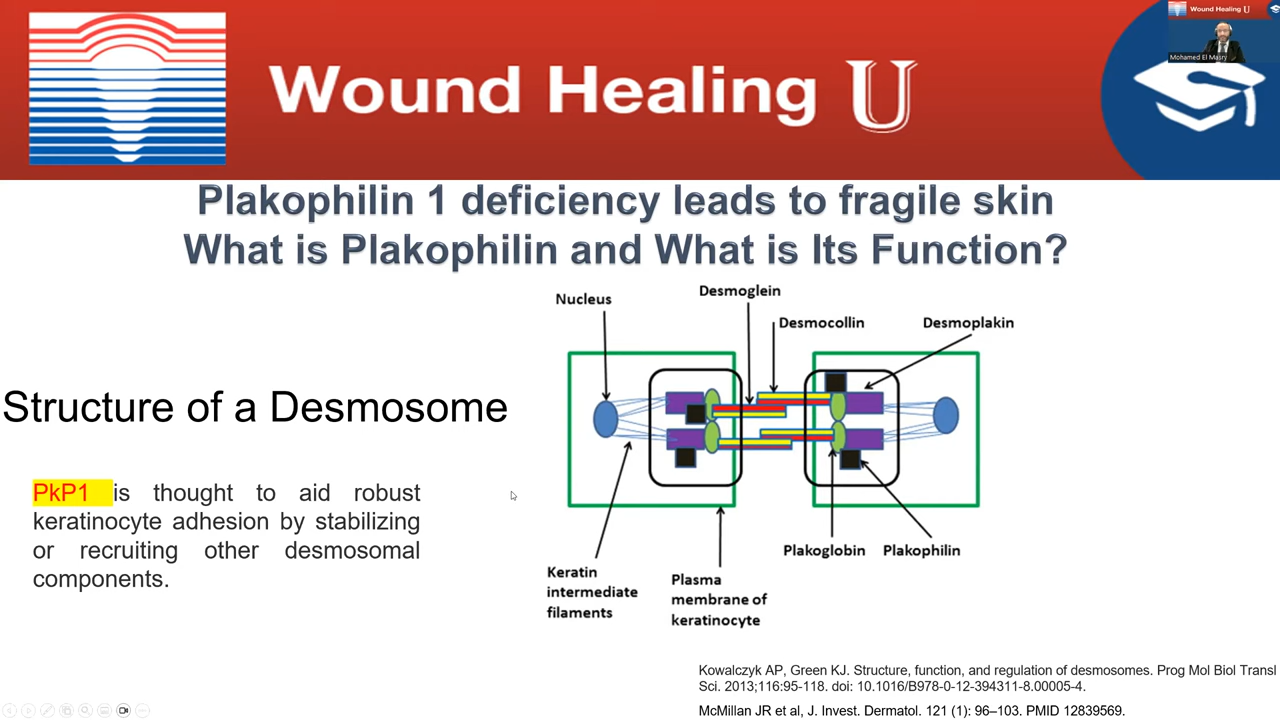 Wound Healing U
Wound Healing U
Mohamed El Masry
Plakophilin 1 deficiency leads to fragile skin
What is Plakophilin and What is Its Function?
Nucleus
Desmoglein
Desmocollin
Desmoplakin
Structure of a Desmosome
PkP1 is thought to aid robust
keratinocyte adhesion by stabilizing
or recruiting other desmosomal
components.
Plakoglobin
Plakophilin
Keratin
intermediate
filaments
Plasma
membrane of
keratinocyte
Kowalczyk AP, Green KJ. Structure, function, and regulation of desmosomes. Prog Mol Biol Transl
Sci. 2013;116:95-118. doi: 10.1016/B978-0-12-394311-8.00005-4.
McMillan JR et al, J. Invest. Dermatol. 121 (1): 96–103. PMID 12839569.